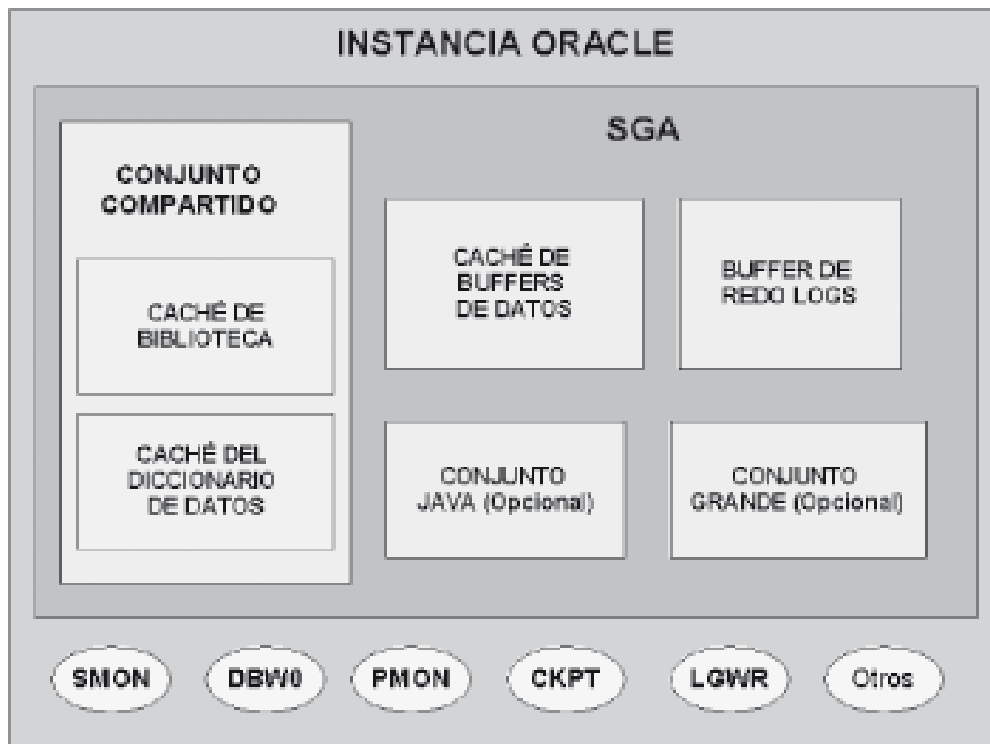 INSTANCIA ORACLE
SGA
CONJUNTO
COMPARTIDO
CACHÉ DE
BIBLIOTECA
CACHÉ DEL
DICCIONARIO
DE DATOS
CACHÉ DE
BUFFERS
DE DATOS
BUFFER DE
REDO LOGS
CONJUNTO
JAVA (Opcional)
CONJUNTO
GRANDE (Opcional)
SMON
DBW0
PMON
CKPT
LGWR
Otros